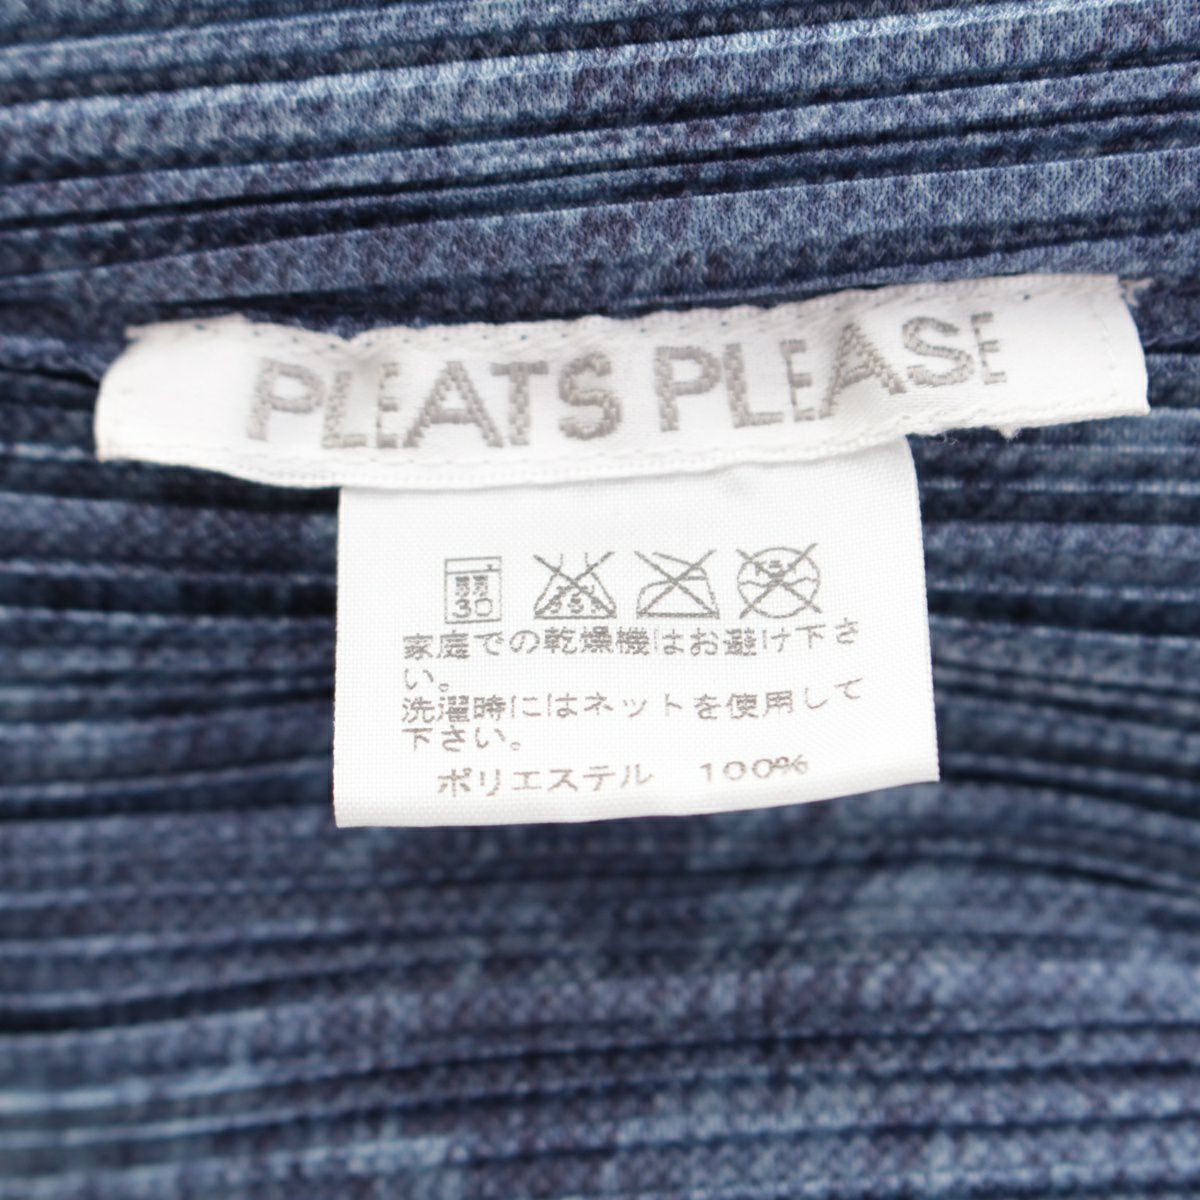 PLEATS PLEASE
30
家庭での乾燥機はお避け下さ
い。
洗濯時にはネットを使用して
下さい。
ポリエステル 100%